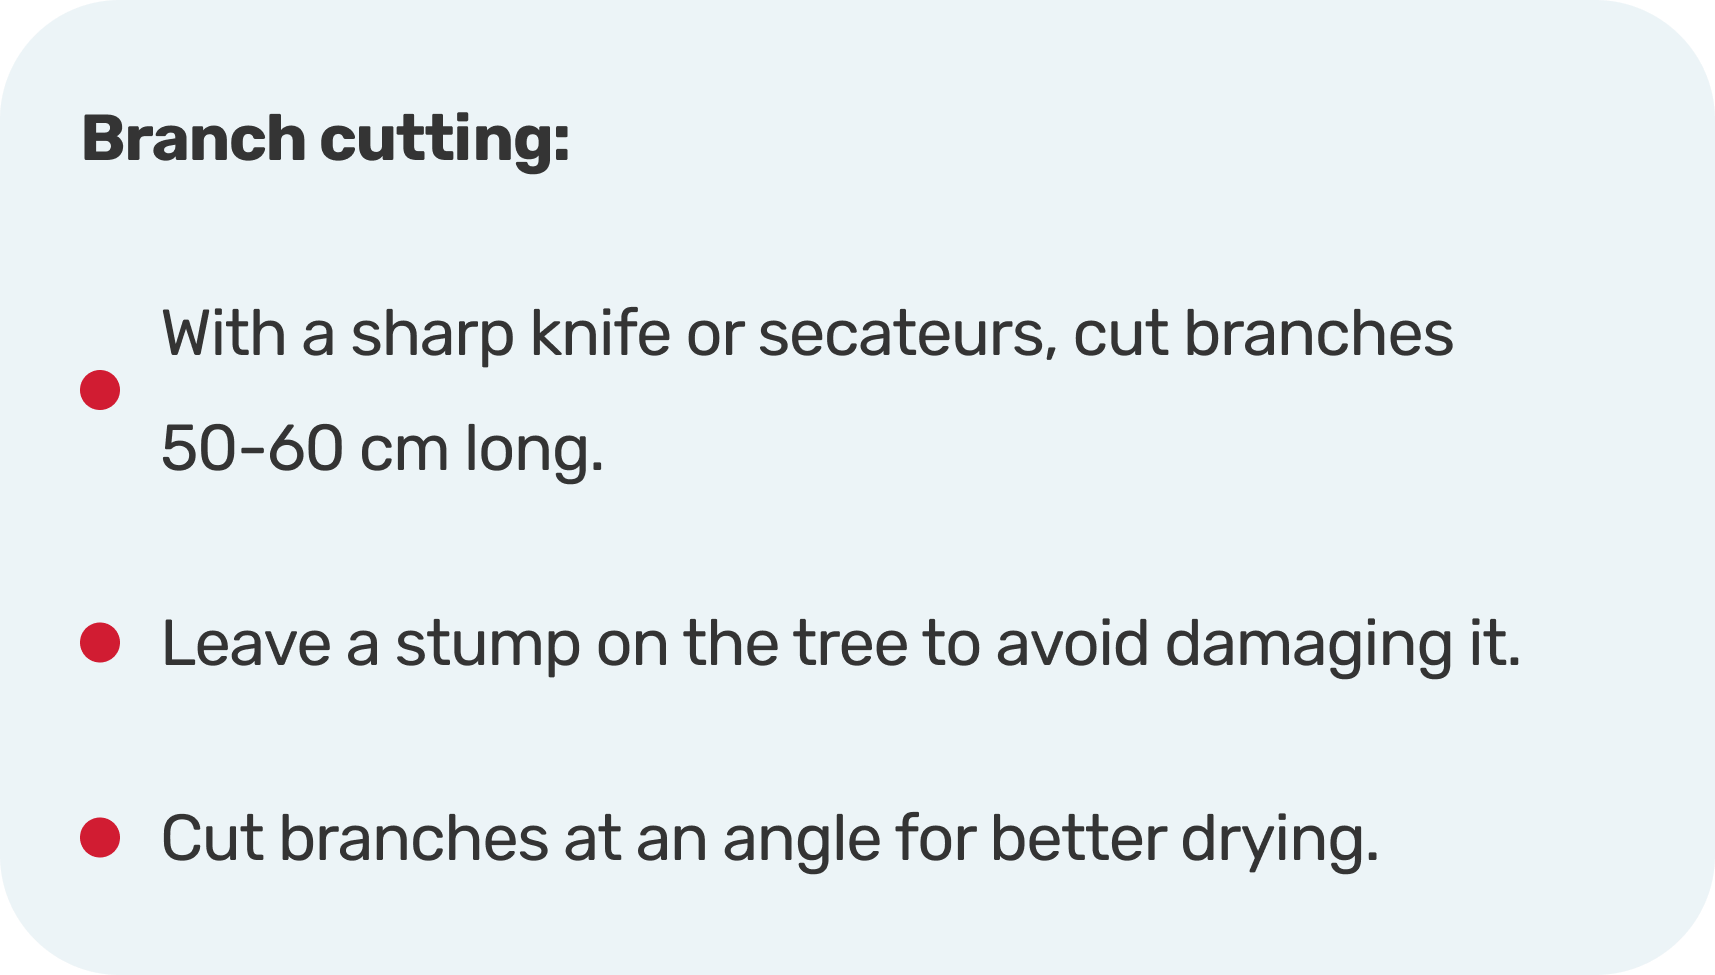 Branch cutting:
With a sharp knife or secateurs, cut branches
50-60 cm long.
Leave a stump on the tree to avoid damaging it.
Cut branches at an angle for better drying.